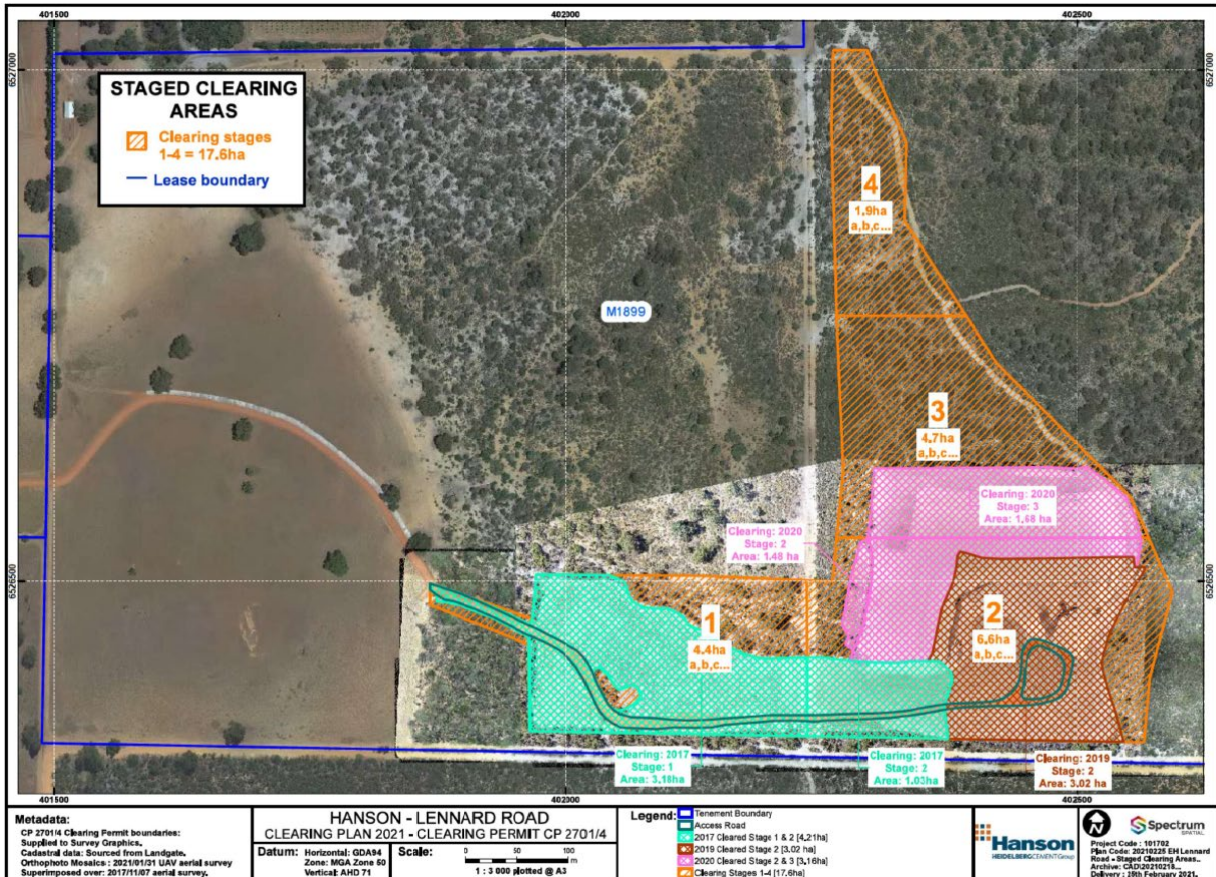 401500
402300
402500
6527000
6527000
STAGED CLEARING
AREAS
Clearing stages
1-4 = 17.6ha
Lease boundary
4
1.9ha
a,b,c...
M1899
3
4.7ha
a,b,c...
Clearing: 2020
Stage: 3
Area: 1.68 ha
Clearing: 2020
Stage: 2
Area: 1.48 ha
6526500
6526500
1
4.4ha
a,b,c...
2
6.6ha
a,b,c...
Clearing: 2017
Stage: 1
Area: 3.18ha
Clearing: 2017
Stage: 2
Area: 1.03ha
Clearing: 2019
Stage: 2
Area: 3.02 ha
401500
402300
402500
Metadata:
CP 2701/4 Clearing Permit boundaries:
Supplied to Survey Graphics.
Cadastral data: Sourced from Landgate.
Orthophoto Mosaics : 2021/01/31 UAV aerial survey
Superimposed over: 2017/11/07 aerial survey.
HANSON - LENNARD ROAD
CLEARING PLAN 2021 - CLEARING PERMIT CP 2701/4
Datum: Horizontal: GDA94
Zone: MGA Zone 50
Vertical: AHD 71
Scale:
0 50 100
m
1 : 3 000 plotted @ A3
Legend:
Tenement Boundary
Access Road
2017 Cleared Stage 1 & 2 [4.21ha]
2019 Cleared Stage 2 [3.02 ha]
2020 Cleared Stage 2 & 3 [3.16ha]
Clearing Stages 1-4 [17.6ha]
Hanson
HEIDELBERGCEMENTGroup
N
Spectrum
SPATIAL
Project Code : 101702
Plan Code: 20210225 EH Lennard
Road - Staged Clearing Areas..
Archive: CAD\20210218...
Delivery : 25th February 2021.